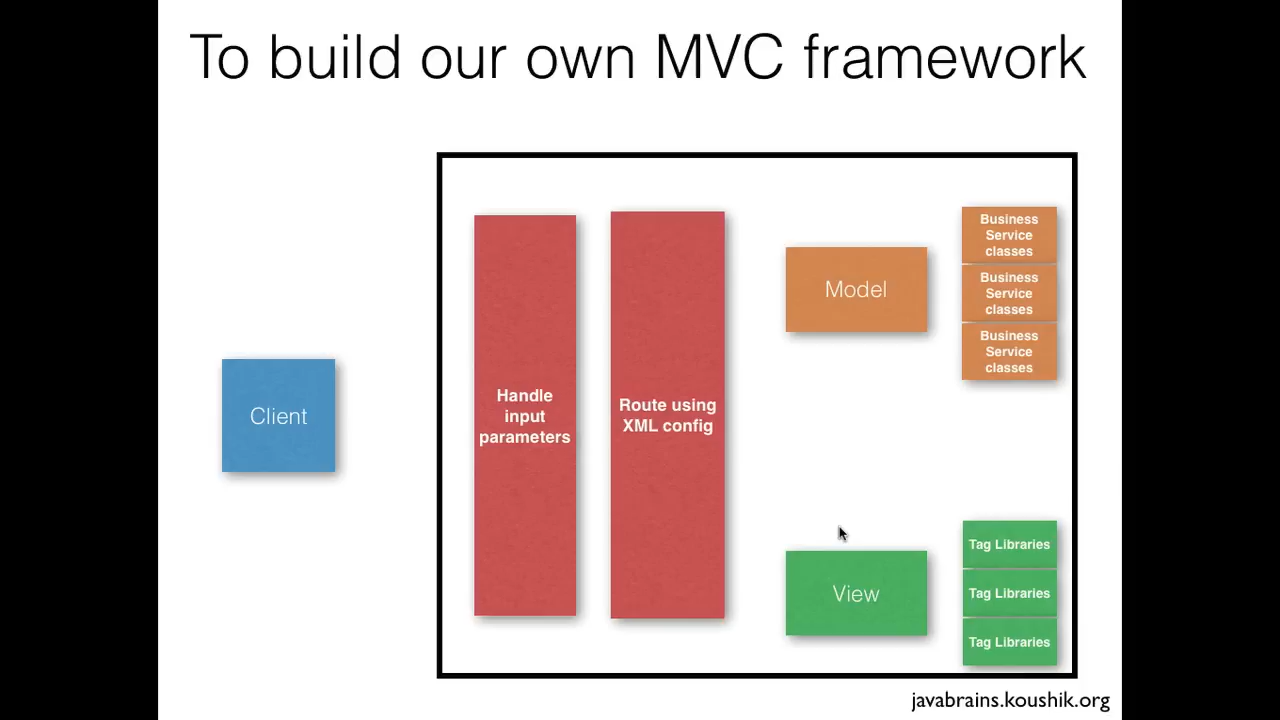 To build our own MVC framework
Client
Handle
input
parameters
Route using
XML config
Model
Business
Service
classes
Business
Service
classes
Business
Service
classes
View
Tag Libraries
Tag Libraries
Tag Libraries
javabrains.koushik.org